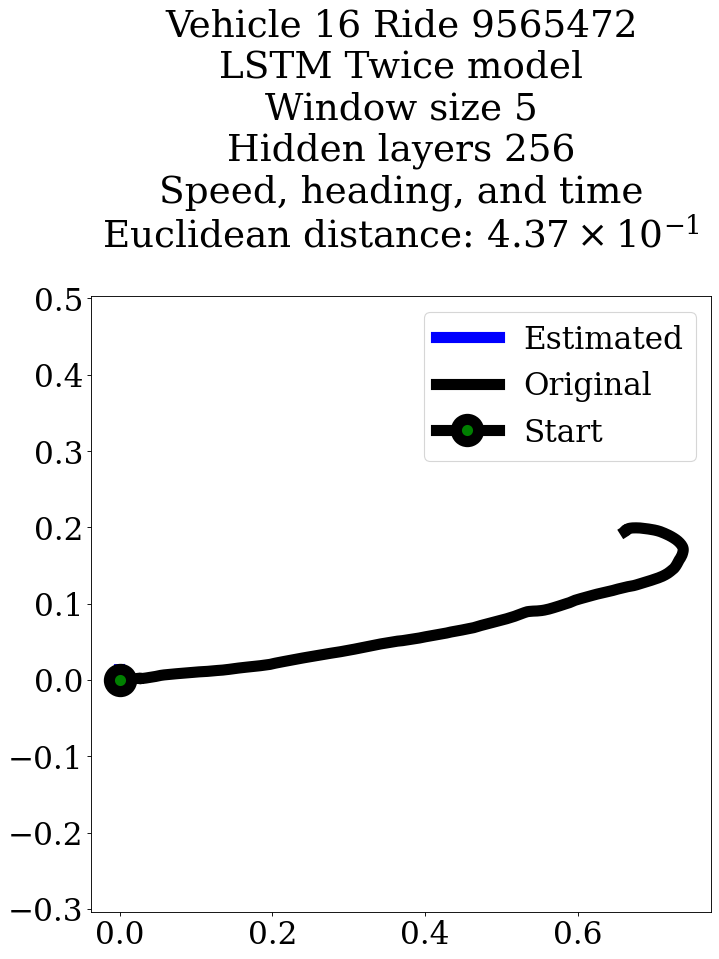 Vehicle 16 Ride 9565472
LSTM Twice model
Window size 5
Hidden layers 256
Speed, heading, and time
Euclidean distance: 4.37 × 10⁻¹
0.5
0.4
0.3
0.2
0.1
0.0
−0.1
−0.2
−0.3
Estimated
Original
Start
0.0 0.2 0.4 0.6